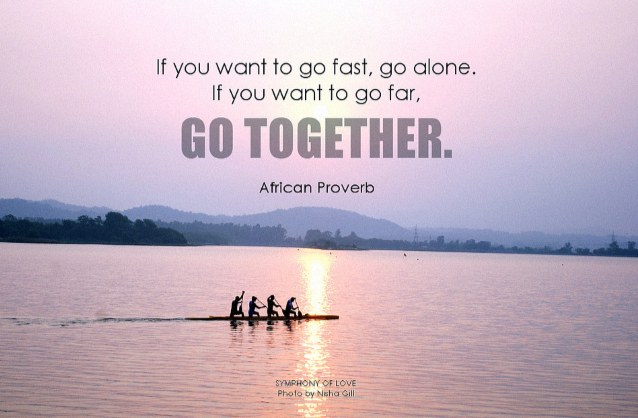 If you want to go fast, go alone.
If you want to go far,
GO TOGETHER.
African Proverb
SYMPHONY OF LOVE
Photo by Nisha Gill